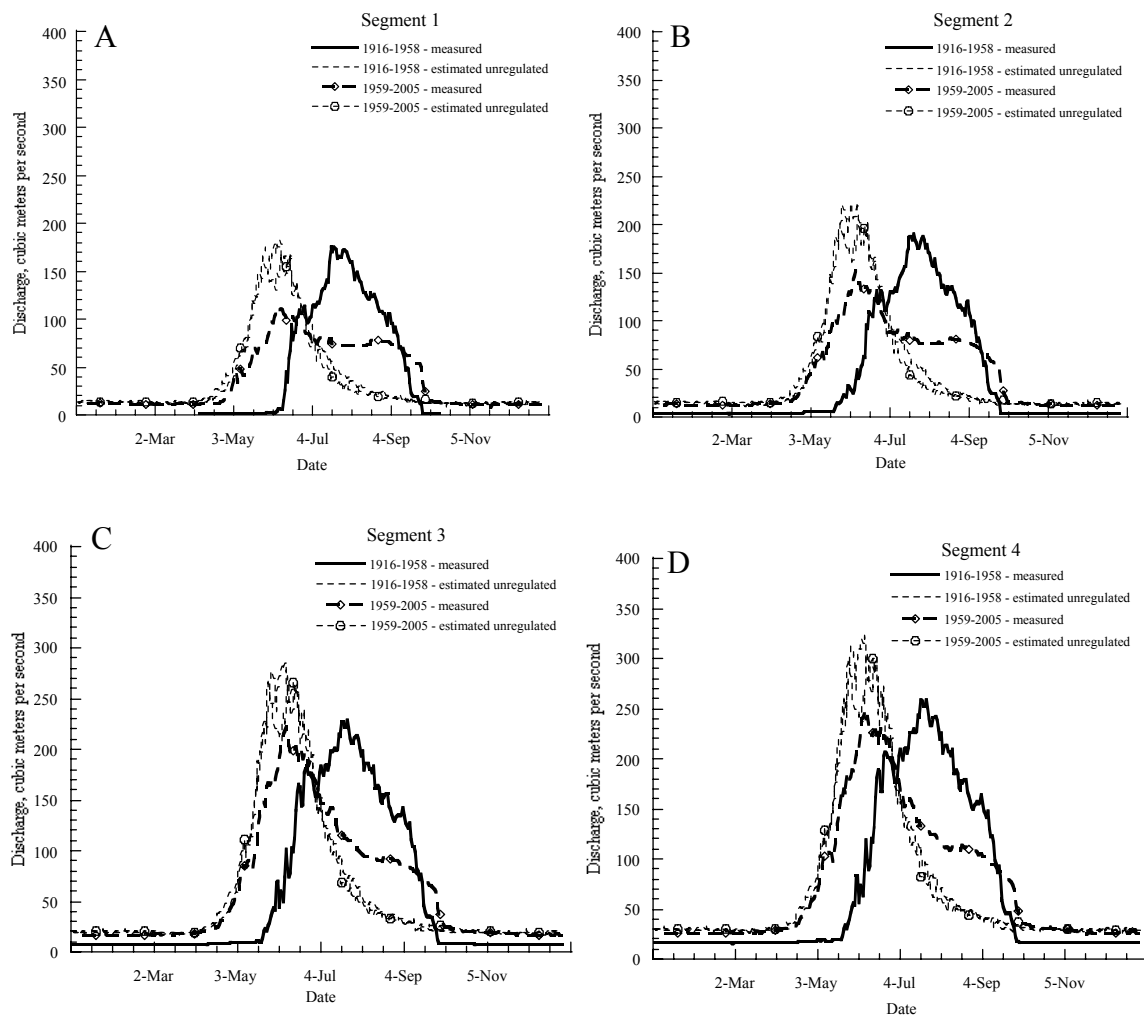 A
Segment 1
1916-1958 - measured
1916-1958 - estimated unregulated
1959-2005 - measured
1959-2005 - estimated unregulated
Discharge, cubic meters per second
400
350
300
250
200
150
100
50
0
2-Mar
3-May
4-Jul
4-Sep
5-Nov
Date
B
Segment 2
1916-1958 - measured
1916-1958 - estimated unregulated
1959-2005 - measured
1959-2005 - estimated unregulated
Discharge, cubic meters per second
400
350
300
250
200
150
100
50
0
2-Mar
3-May
4-Jul
4-Sep
5-Nov
Date
C
Segment 3
1916-1958 - measured
1916-1958 - estimated unregulated
1959-2005 - measured
1959-2005 - estimated unregulated
Discharge, cubic meters per second
400
350
300
250
200
150
100
50
0
2-Mar
3-May
4-Jul
4-Sep
5-Nov
Date
D
Segment 4
1916-1958 - measured
1916-1958 - estimated unregulated
1959-2005 - measured
1959-2005 - estimated unregulated
Discharge, cubic meters per second
400
350
300
250
200
150
100
50
0
2-Mar
3-May
4-Jul
4-Sep
5-Nov
Date